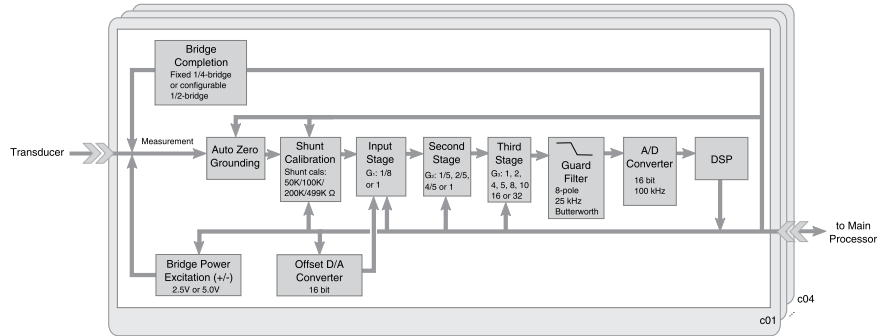 Bridge
Completion
Fixed 1/4-bridge
or configurable
1/2-bridge
Transducer
Measurement
Auto Zero
Grounding
Shunt
Calibration
Shunt cals:
50K/100K/
200K/499K Ω
Input
Stage
G₁: 1/8
or 1
Second
Stage
G₂: 1/5, 2/5,
4/5 or 1
Third
Stage
G₃: 1, 2,
4, 5, 8, 10
16 or 32
Guard
Filter
8-pole
25 kHz
Butterworth
A/D
Converter
16 bit
100 kHz
DSP
to Main
Processor
Bridge Power
Excitation (+/-)
2.5V or 5.0V
Offset D/A
Converter
16 bit
c04
c01